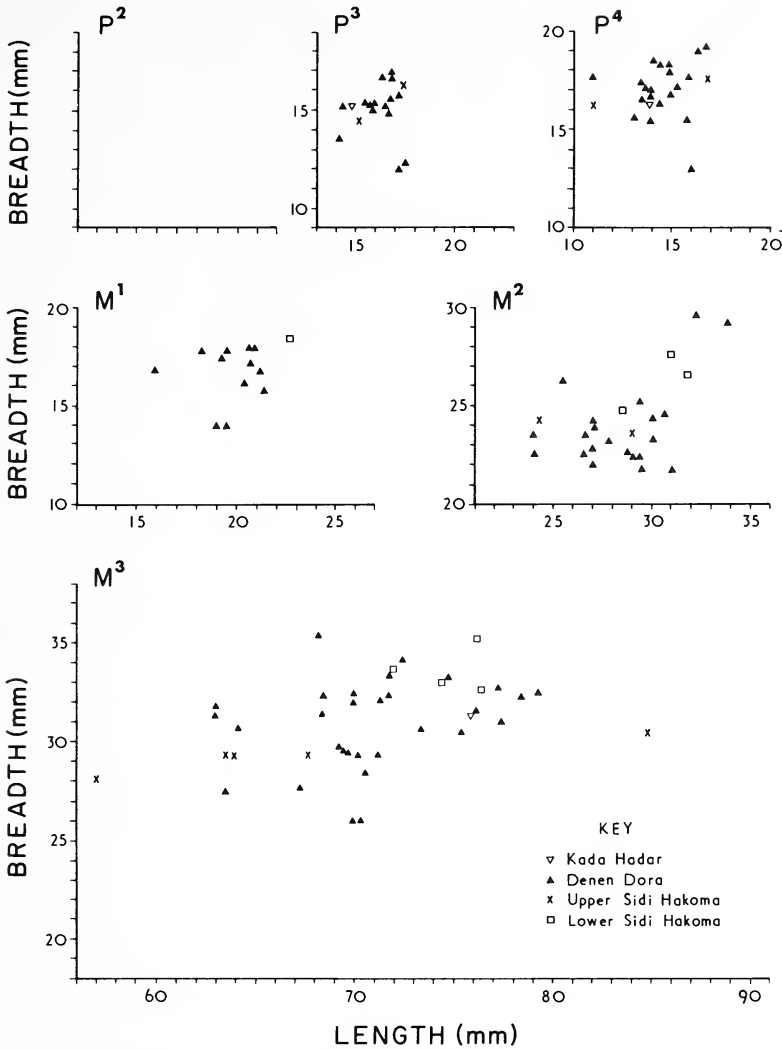 P²
P³
P⁴
BREADTH (mm)
15
10
15
20
20
15
10
10
15
20
M¹
M²
BREADTH (mm)
20
15
10
15
20
25
30
25
20
25
30
35
M³
BREADTH (mm)
35
30
25
20
60
70
80
90
KEY
▽ Kada Hadar
▲ Denen Dora
x Upper Sidi Hakoma
□ Lower Sidi Hakoma
LENGTH (mm)